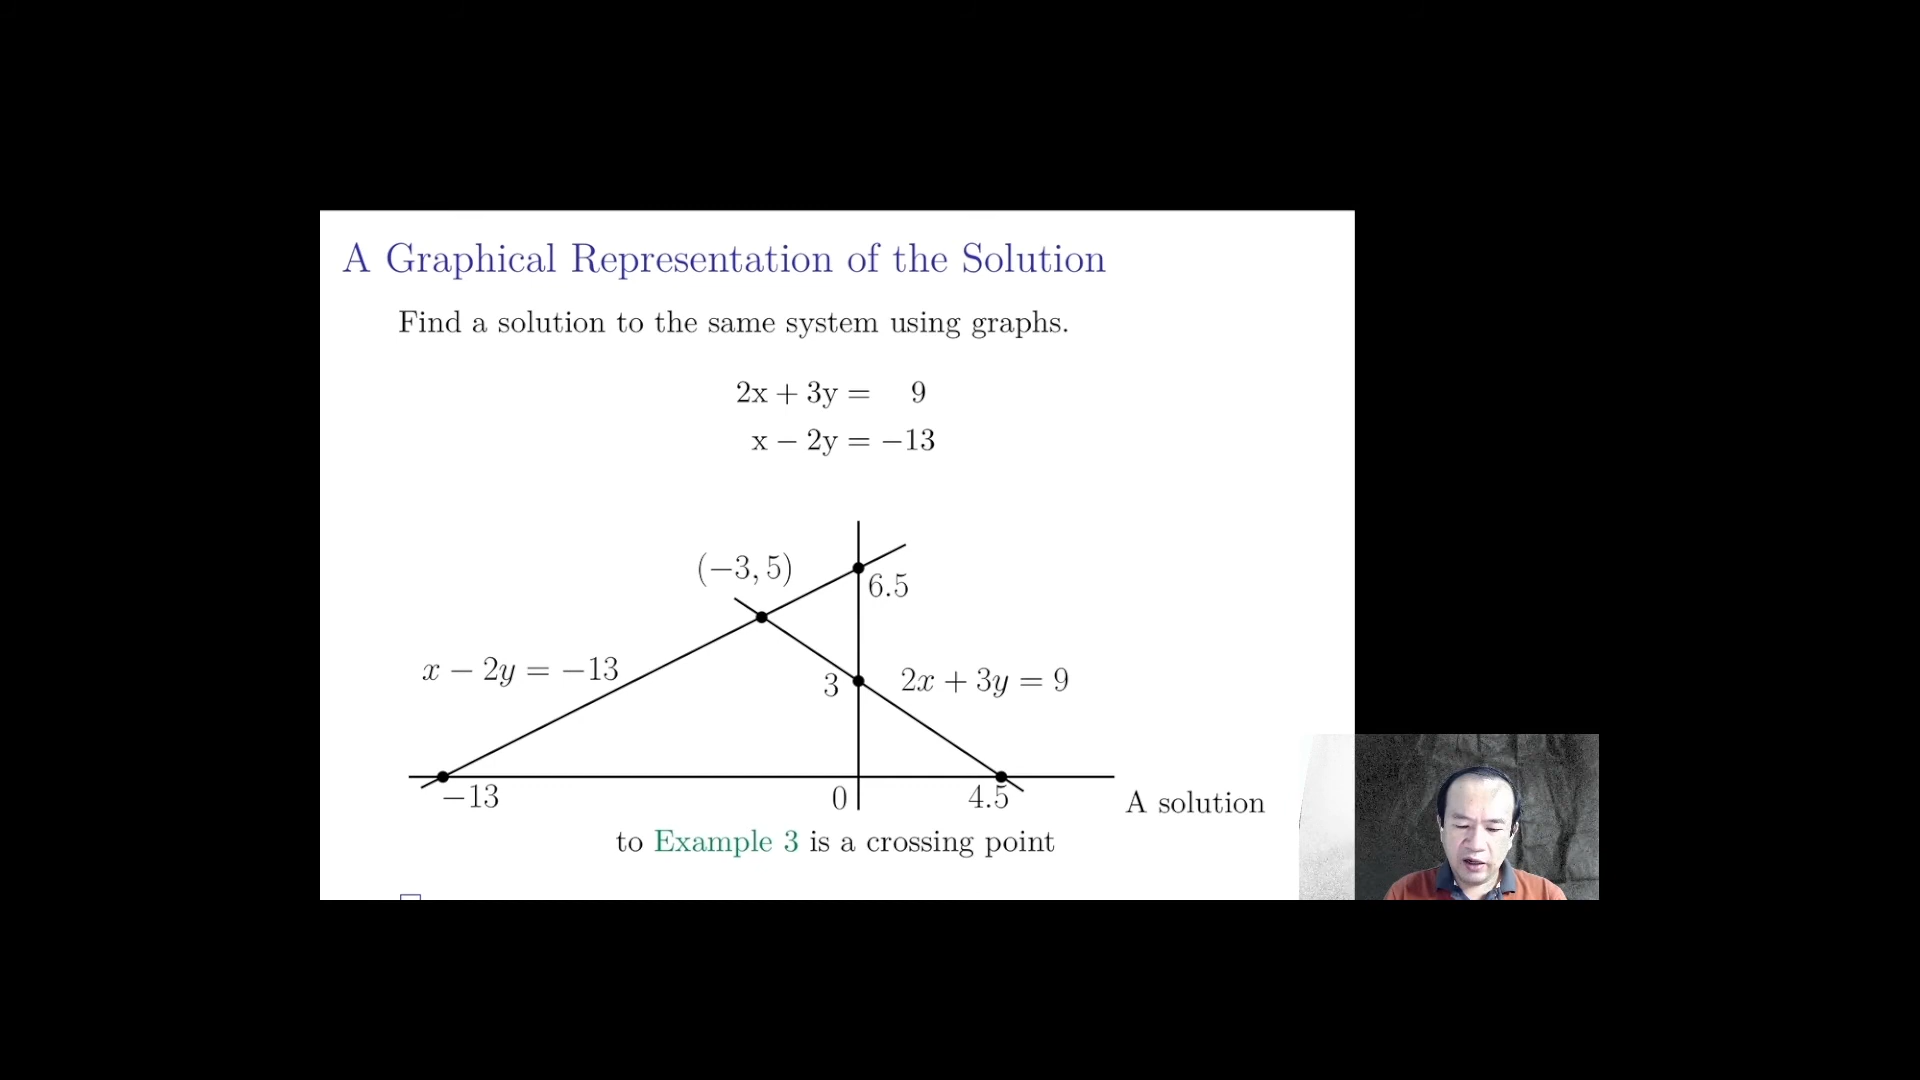 A Graphical Representation of the Solution
Find a solution to the same system using graphs.
2x + 3y = 9
x − 2y = −13
(−3, 5)
6.5
x − 2y = −13
3
2x + 3y = 9
−13
0
4.5
A solution
to Example 3 is a crossing point